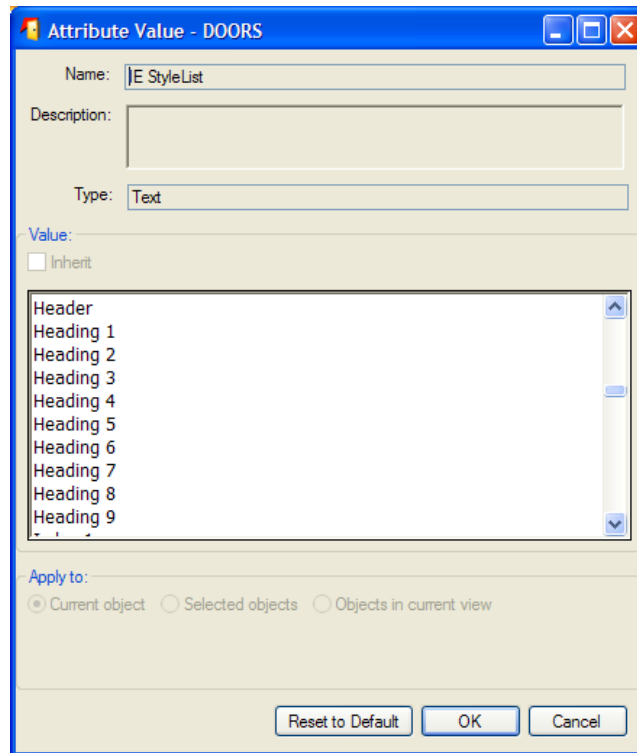 Attribute Value - DOORS
Name: IE StyleList
Description:
Type: Text
Value:
Inherit
Header
Heading 1
Heading 2
Heading 3
Heading 4
Heading 5
Heading 6
Heading 7
Heading 8
Heading 9
Apply to:
Current object Selected objects Objects in current view
Reset to Default OK Cancel